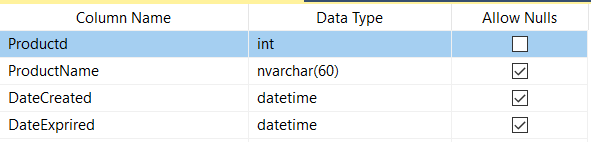 Column Name Data Type Allow Nulls
Productd int
ProductName nvarchar(60)
DateCreated datetime
DateExprired datetime